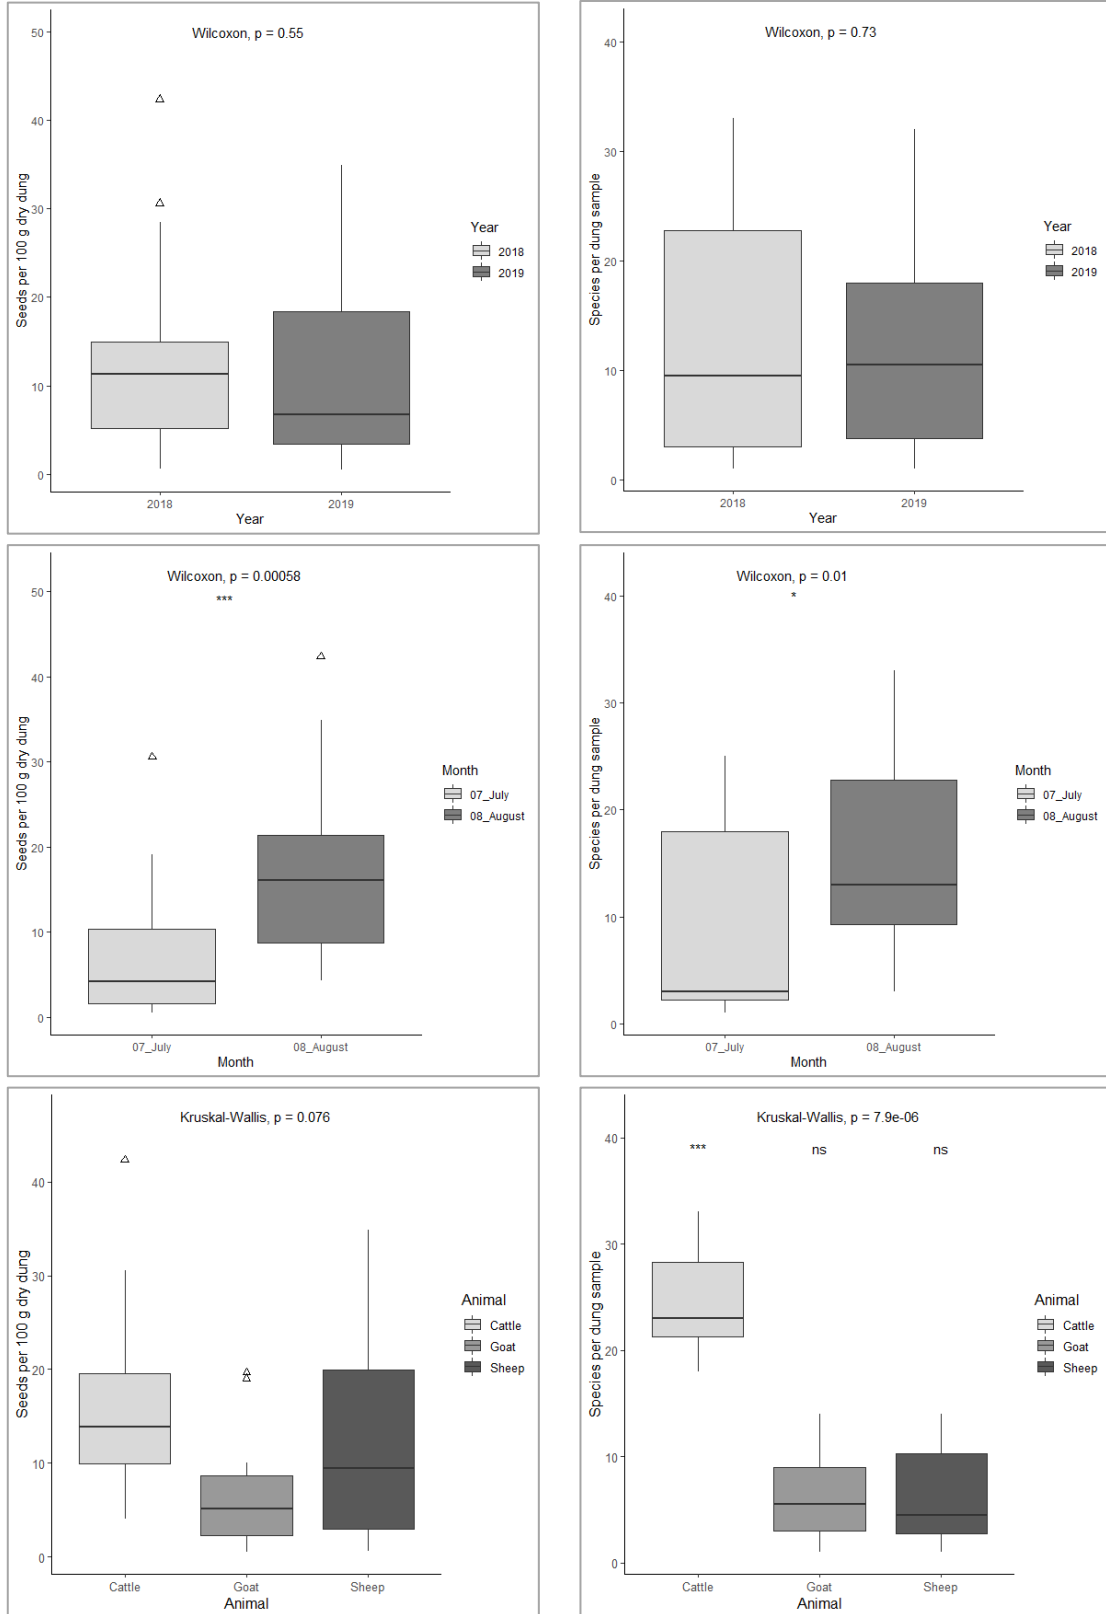 Wilcoxon, p = 0.55
50
40
30
20
10
0
Seeds per 100 g dry dung
2018
2019
Year
Year
2018
2019
Wilcoxon, p = 0.73
40
30
20
10
0
Species per dung sample
2018
2019
Year
Year
2018
2019
Wilcoxon, p = 0.00058
***
50
40
30
20
10
0
Seeds per 100 g dry dung
07_July
08_August
Month
Month
07_July
08_August
Wilcoxon, p = 0.01
*
40
30
20
10
0
Species per dung sample
07_July
08_August
Month
Month
07_July
08_August
Kruskal-Wallis, p = 0.076
40
30
20
10
0
Seeds per 100 g dry dung
Cattle
Goat
Sheep
Animal
Animal
Cattle
Goat
Sheep
Kruskal-Wallis, p = 7.9e-06
*** ns ns
40
30
20
10
0
Species per dung sample
Cattle
Goat
Sheep
Animal
Animal
Cattle
Goat
Sheep